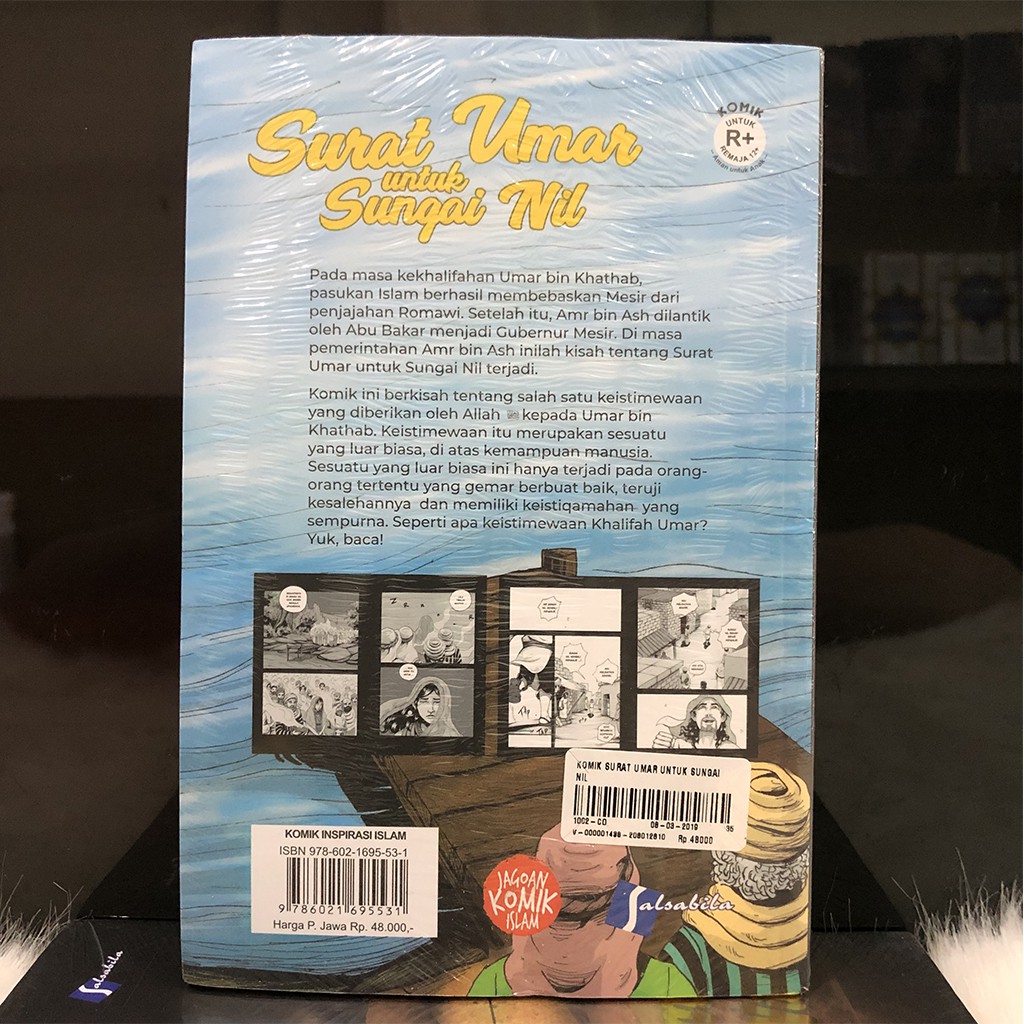 Surat Umar
untuk
Sungai Nil
KOMIK
UNTUK
R+
REMAJA 12+
Aman untuk Anak
Pada masa kekhalifahan Umar bin Khathab,
pasukan Islam berhasil membebaskan Mesir dari
penjajahan Romawi. Setelah itu, Amr bin Ash dilantik
oleh Abu Bakar menjadi Gubernur Mesir. Di masa
pemerintahan Amr bin Ash inilah kisah tentang Surat
Umar untuk Sungai Nil terjadi.
Komik ini berkisah tentang salah satu keistimewaan
yang diberikan oleh Allah kepada Umar bin
Khathab. Keistimewaan itu merupakan sesuatu
yang luar biasa, di atas kemampuan manusia.
Sesuatu yang luar biasa ini hanya terjadi pada orang-
orang tertentu yang gemar berbuat baik, teruji
kesalehannya dan memiliki keistiqamahan yang
sempurna. Seperti apa keistimewaan Khalifah Umar?
Yuk, baca!
KOMIK SURAT UMAR UNTUK SUNGAI
NIL
1002-CO 08-03-2019 35
V-000001498-208012610 Rp 48000
KOMIK INSPIRASI ISLAM
ISBN 978-602-1695-53-1
9 786021 695531
Harga P. Jawa Rp. 48.000,-
JAGOAN
KOMIK
ISLAM
Salsabila
Salsabila